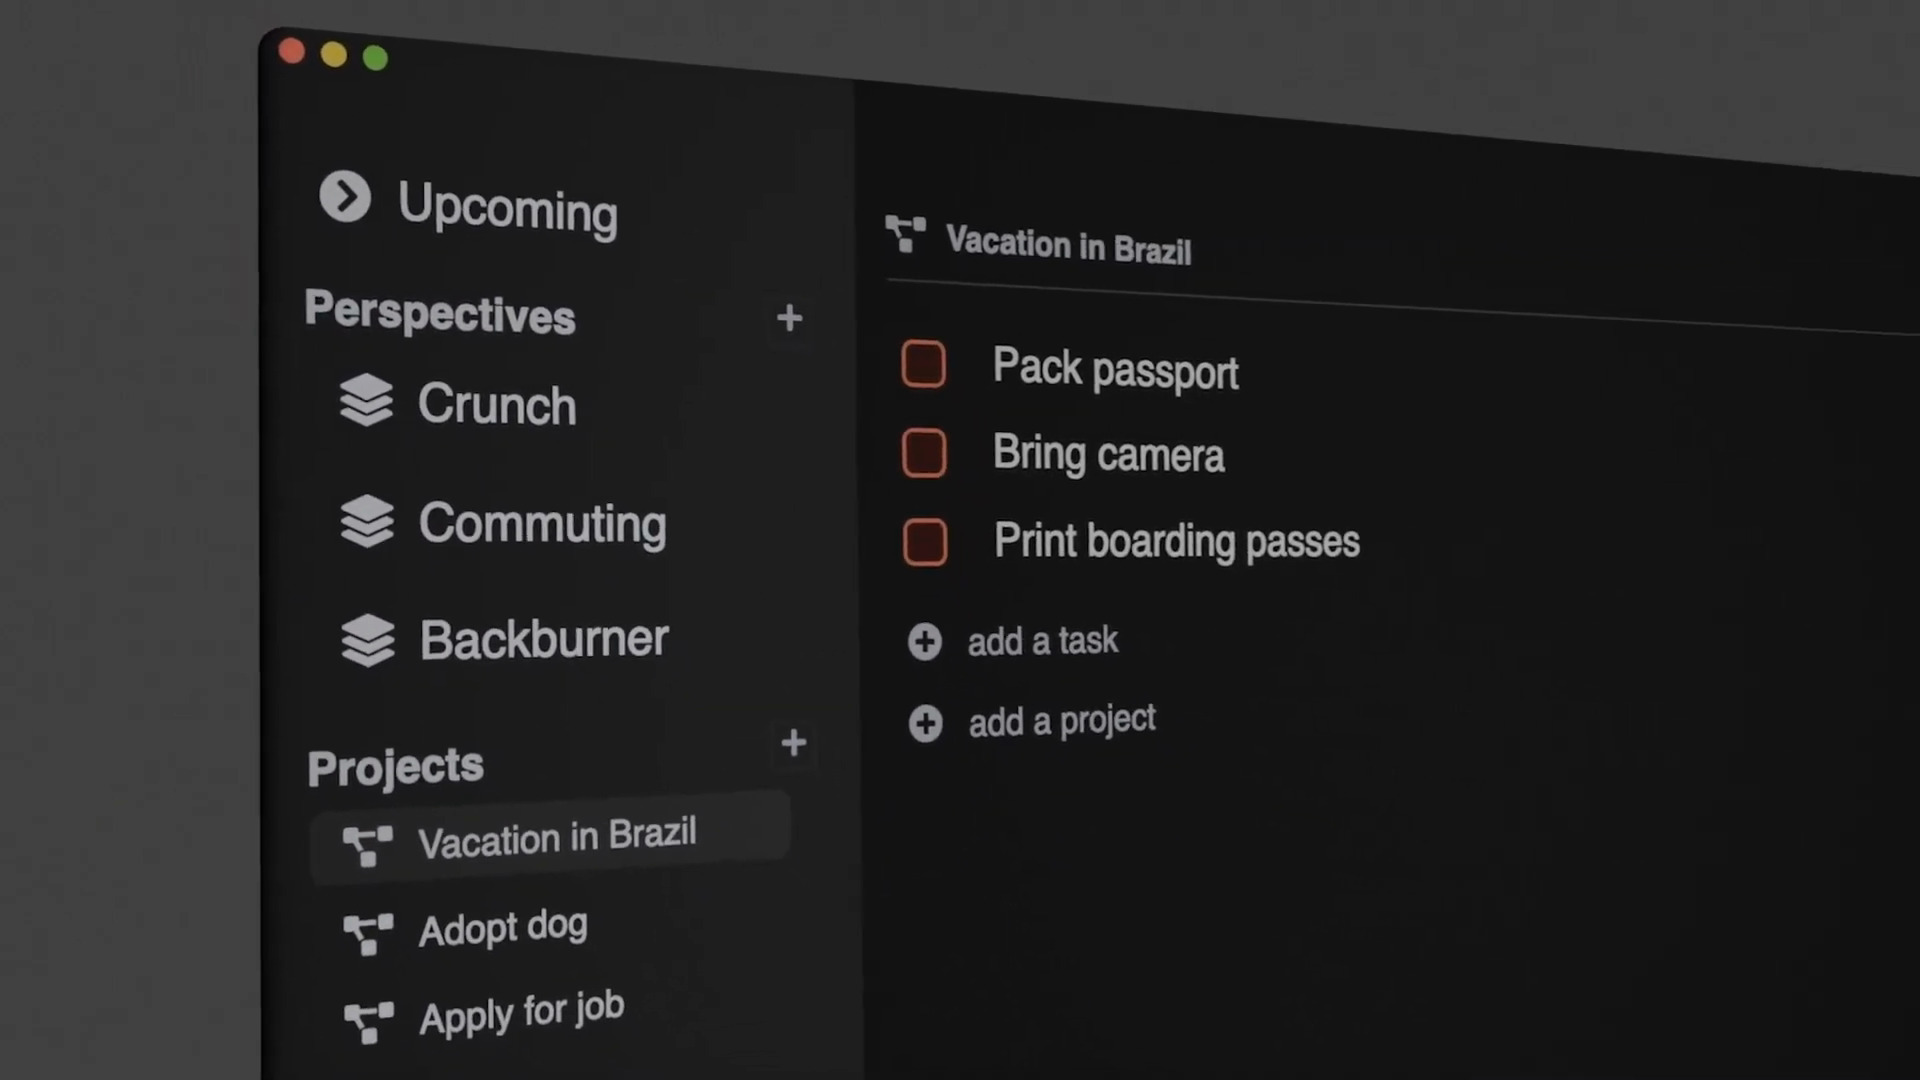 Upcoming
Perspectives
Crunch
Commuting
Backburner
Projects
Vacation in Brazil
Adopt dog
Apply for job
Vacation in Brazil
Pack passport
Bring camera
Print boarding passes
add a task
add a project